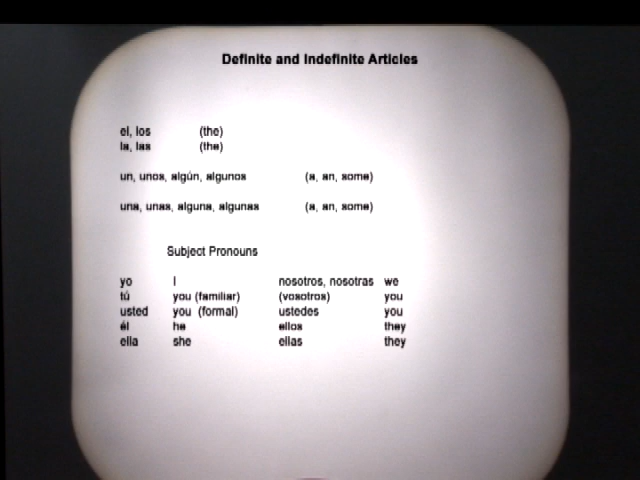 Definite and Indefinite Articles
el, los (the)
la, las (the)
un, unos, algún, algunos (a, an, some)
una, unas, alguna, algunas (a, an, some)
Subject Pronouns
yo I nosotros, nosotras we
tú you (familiar) (vosotros) you
usted you (formal) ustedes you
él he ellos they
ella she ellas they